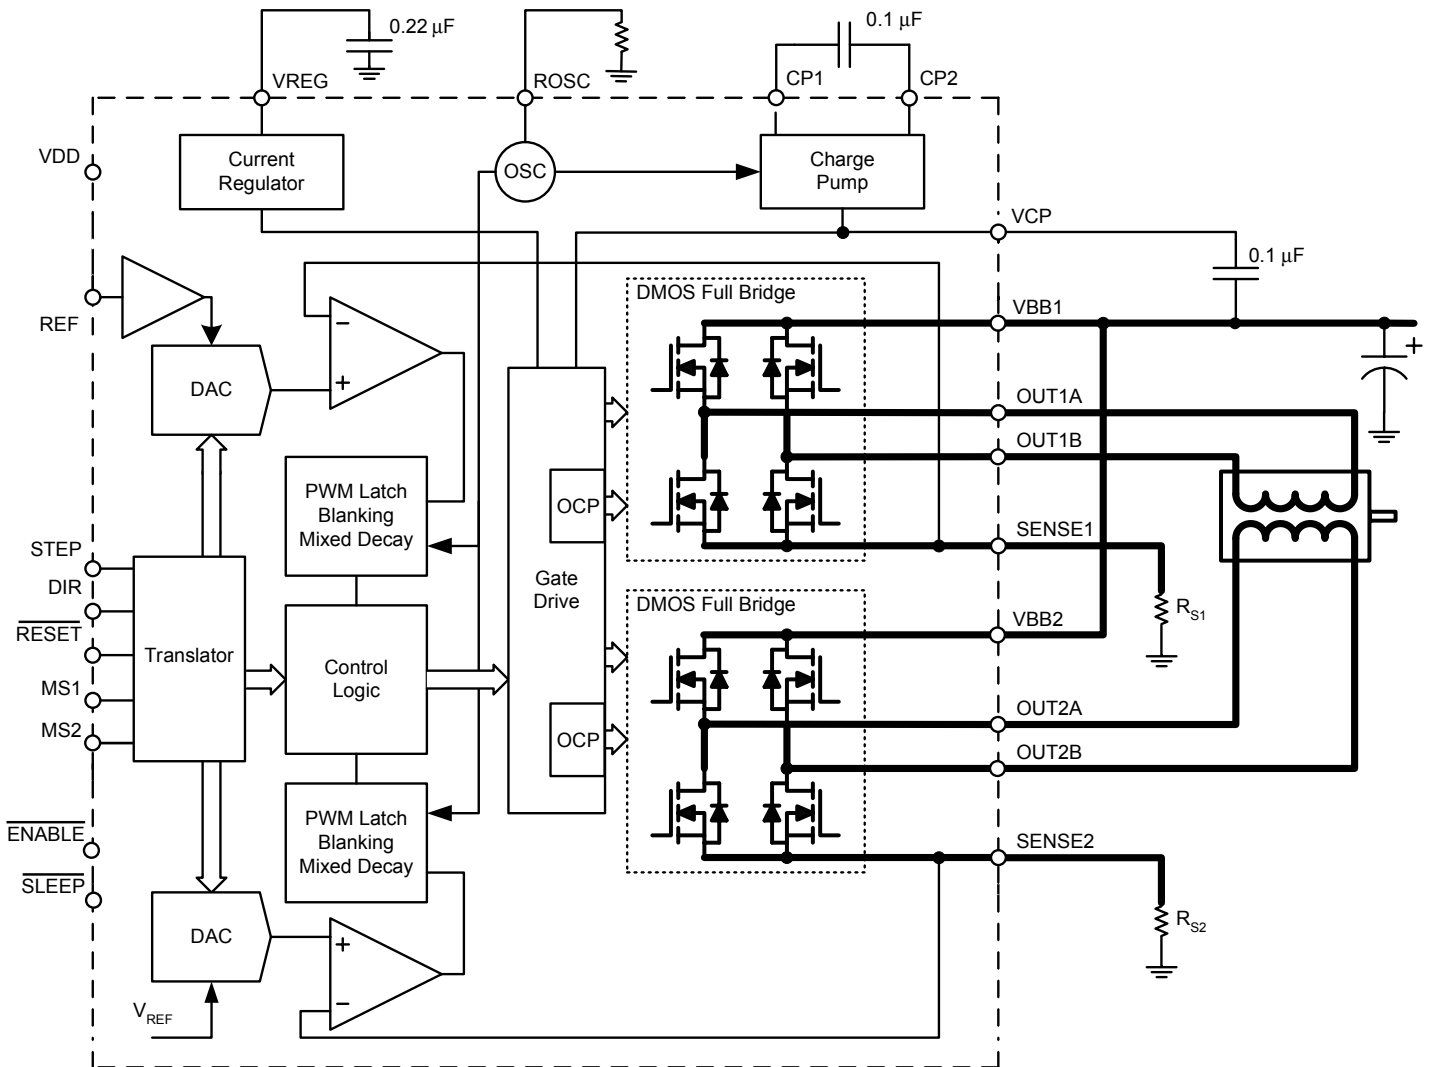 0.22 µF
0.1 µF
VREG
ROSC
CP1
CP2
VDD
Current
Regulator
OSC
Charge
Pump
VCP
0.1 µF
REF
DMOS Full Bridge
VBB1
−
+
+
DAC
OUT1A
OUT1B
PWM Latch
Blanking
Mixed Decay
OCP
SENSE1
STEP
DIR
RESET
MS1
MS2
Translator
Control
Logic
Gate
Drive
DMOS Full Bridge
RS1
VBB2
OUT2A
OCP
OUT2B
PWM Latch
Blanking
Mixed Decay
ENABLE
SLEEP
SENSE2
DAC
+
−
RS2
VREF